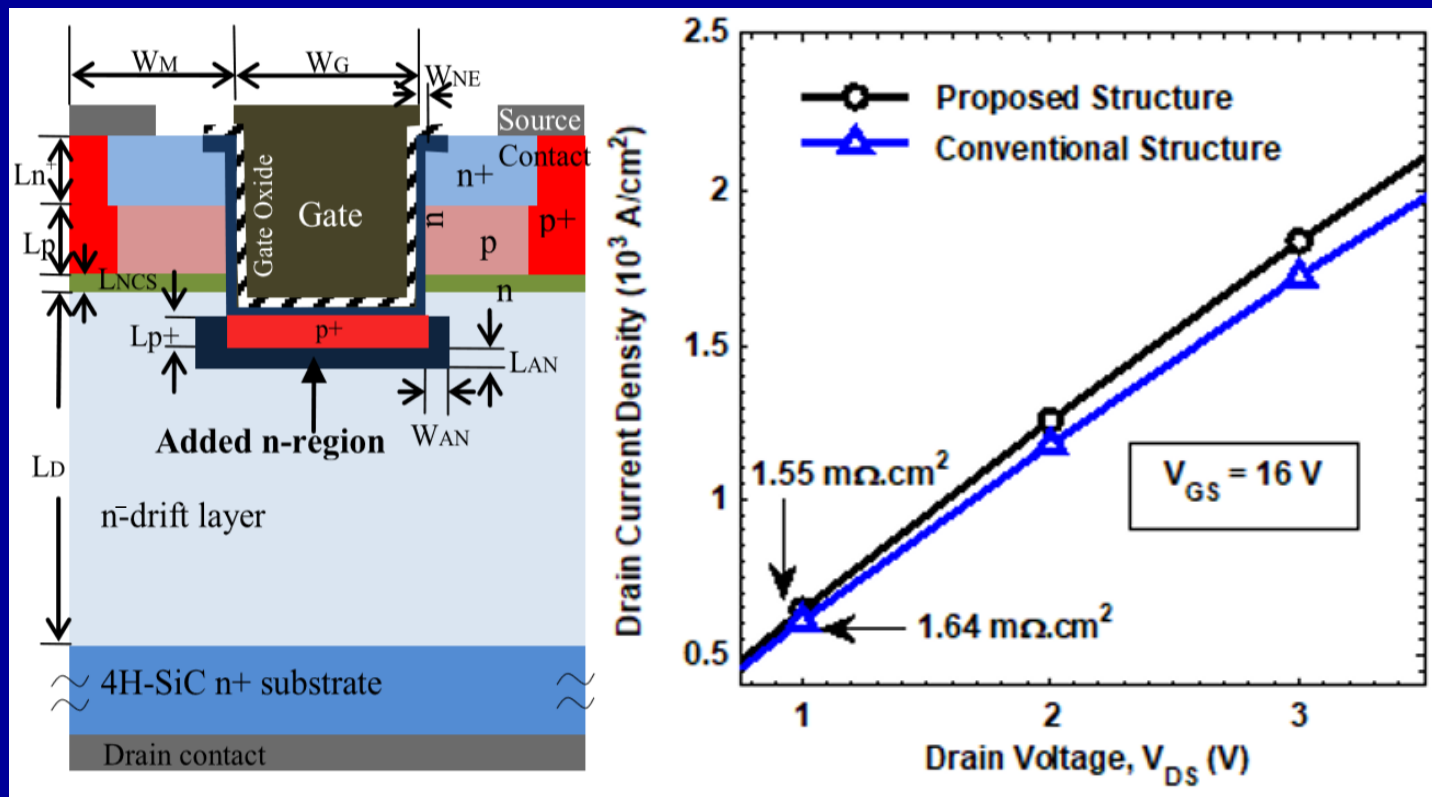 WM
WG
WNE
Source
Contact
Ln+
Gate Oxide
Gate
n+
n
p+
Lp
p
LNCS
n
Lp+
p+
LAN
Added n-region
WAN
LD
n-drift layer
4H-SiC n+ substrate
Drain contact
2.5
2
1.5
1
0.5
Drain Current Density (10³ A/cm²)
Proposed Structure
Conventional Structure
1.55 mΩ.cm²
VGS = 16 V
1.64 mΩ.cm²
1
2
3
Drain Voltage, VDS (V)